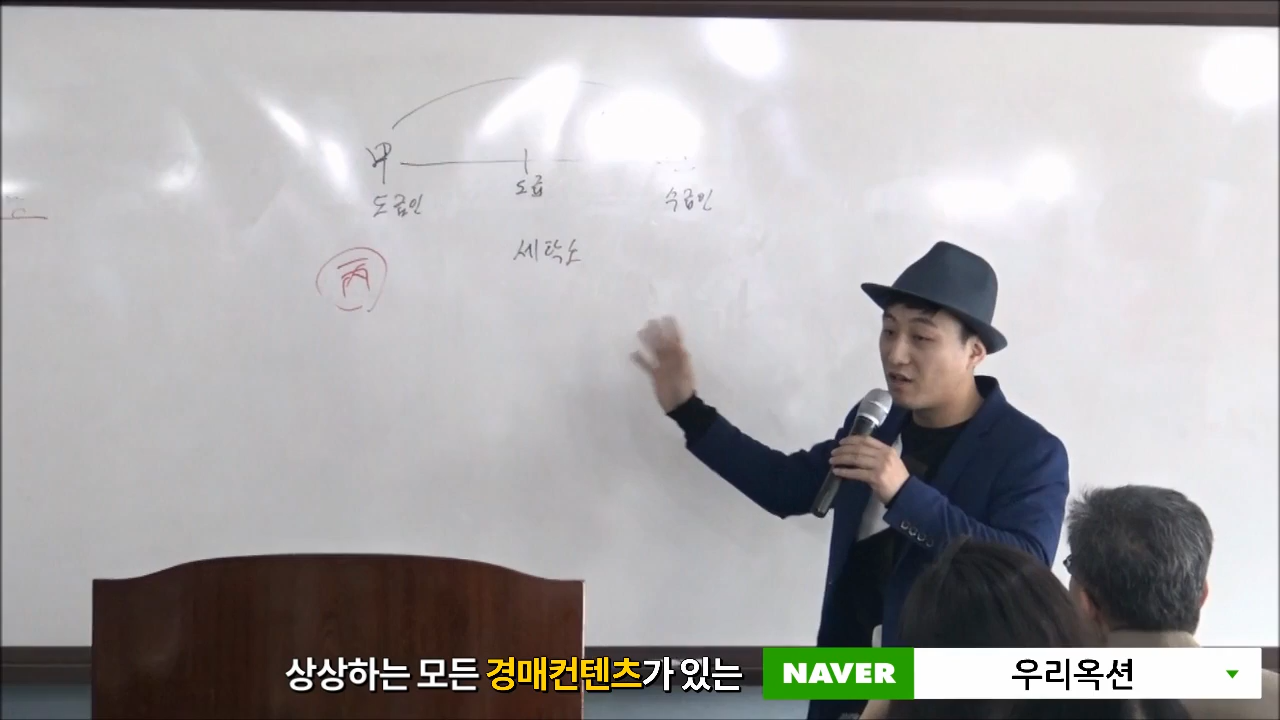 甲
도급인
도급
수급인
세탁소
丙
상상하는 모든 경매컨텐츠가 있는
NAVER 우리옥션